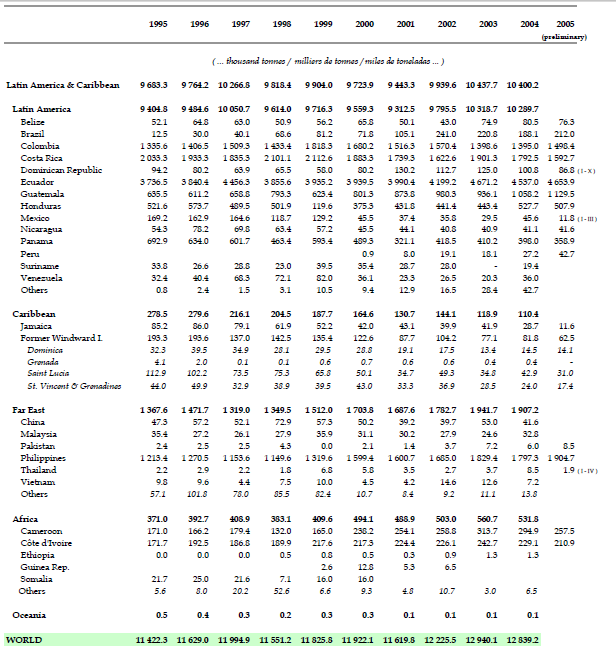 1995 1996 1997 1998 1999 2000 2001 2002 2003 2004 2005
(preliminary)
( ... thousand tonnes / milliers de tonnes / miles de toneladas ... )
Latin America & Caribbean 9 683.3 9 764.2 10 266.8 9 818.4 9 904.0 9 723.9 9 443.3 9 939.6 10 437.7 10 400.2
Latin America 9 404.8 9 484.6 10 050.7 9 614.0 9 716.3 9 559.3 9 312.5 9 795.5 10 318.7 10 289.7
Belize 52.1 64.8 63.0 50.9 56.2 65.8 50.1 43.0 74.9 80.5 76.3
Brazil 12.5 30.0 40.1 68.6 81.2 71.8 105.1 241.0 220.8 188.1 212.0
Colombia 1 335.6 1 406.5 1 509.3 1 433.4 1 818.3 1 680.2 1 516.3 1 570.4 1 398.6 1 395.0 1 498.4
Costa Rica 2 033.3 1 933.3 1 835.3 2 101.1 2 112.6 1 883.3 1 739.3 1 622.6 1 901.3 1 792.5 1 592.7
Dominican Republic 94.2 80.2 63.9 65.5 58.0 80.2 130.2 112.7 125.0 100.8 86.8 (I-X)
Ecuador 3 736.5 3 840.4 4 456.3 3 855.6 3 935.2 3 939.5 3 990.4 4 199.2 4 671.2 4 537.0 4 653.9
Guatemala 635.5 611.2 658.8 793.3 623.4 801.3 873.8 980.3 936.1 1 058.2 1 129.5
Honduras 521.6 573.7 489.5 501.9 119.6 375.3 431.8 441.4 443.4 527.7 507.9
Mexico 169.2 162.9 164.6 118.7 129.2 45.5 37.4 35.8 29.5 45.6 11.8 (I-III)
Nicaragua 54.3 78.2 69.8 63.4 57.2 45.5 44.1 40.8 40.9 41.1 41.6
Panama 692.9 634.0 601.7 463.4 593.4 489.3 321.1 418.5 410.2 398.0 358.9
Peru 0.9 8.0 19.1 18.1 27.2 42.7
Suriname 33.8 26.6 28.8 23.0 39.5 35.4 28.7 28.0 - 19.4
Venezuela 32.4 40.4 68.3 72.1 82.0 36.1 23.3 26.5 20.3 36.0
Others 0.8 2.4 1.5 3.1 10.5 9.4 12.9 16.5 28.4 42.7
Caribbean 278.5 279.6 216.1 204.5 187.7 164.6 130.7 144.1 118.9 110.4
Jamaica 85.2 86.0 79.1 61.9 52.2 42.0 43.1 39.9 41.9 28.7 11.6
Former Windward I. 193.3 193.6 137.0 142.5 135.4 122.6 87.7 104.2 77.1 81.8 62.5
Dominica 32.3 39.5 34.9 28.1 29.5 28.8 19.1 17.5 13.4 14.5 14.1
Grenada 4.1 2.0 0.1 0.1 0.6 0.7 0.6 0.6 0.4 0.4 -
Saint Lucia 112.9 102.2 73.5 75.3 65.8 50.1 34.7 49.3 34.8 42.9 31.0
St. Vincent & Grenadines 44.0 49.9 32.9 38.9 39.5 43.0 33.3 36.9 28.5 24.0 17.4
Far East 1 367.6 1 471.7 1 319.0 1 349.5 1 512.0 1 703.8 1 687.6 1 782.7 1 941.7 1 907.2
China 47.3 57.2 52.1 72.9 57.3 50.2 39.2 39.7 53.0 41.6
Malaysia 35.4 27.2 26.1 27.9 35.9 31.1 30.2 27.9 24.6 32.8
Pakistan 2.4 2.5 2.5 4.3 0.0 2.1 1.4 3.7 7.2 6.0 8.5
Philippines 1 213.4 1 270.5 1 153.6 1 149.6 1 319.6 1 599.4 1 600.7 1 685.0 1 829.4 1 797.3 1 904.7
Thailand 2.2 2.9 2.2 1.8 6.8 5.8 3.5 2.7 3.7 8.5 1.9 (I-IV)
Vietnam 9.8 9.6 4.4 7.5 10.0 4.5 4.2 14.6 12.6 7.2
Others 57.1 101.8 78.0 85.5 82.4 10.7 8.4 9.2 11.1 13.8
Africa 371.0 392.7 408.9 383.1 409.6 494.1 488.9 503.0 560.7 531.8
Cameroon 171.0 166.2 179.4 132.0 165.0 238.2 254.1 258.8 313.7 294.9 257.5
Côte d'Ivoire 171.7 192.5 186.8 189.9 217.6 217.3 224.4 226.1 242.7 229.1 210.9
Ethiopia 0.0 0.0 0.0 0.5 0.8 0.5 0.3 0.9 1.3 1.3
Guinea Rep. 2.6 12.8 5.3 6.5
Somalia 21.7 25.0 21.6 7.1 16.0 16.0
Others 5.6 8.0 20.2 52.6 6.6 9.3 4.8 10.7 3.0 6.5
Oceania 0.5 0.4 0.3 0.2 0.3 0.3 0.1 0.1 0.1 0.1
WORLD 11 422.3 11 629.0 11 994.9 11 551.2 11 825.8 11 922.1 11 619.8 12 225.5 12 940.1 12 839.2